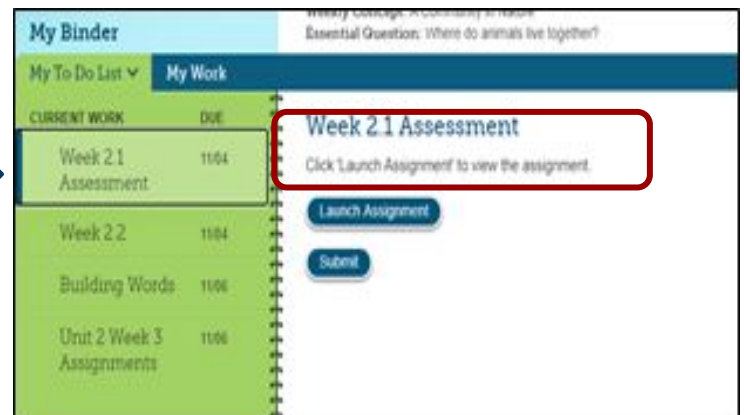 Weekly Concept: A Community in Nature
My Binder
Essential Question: Where do animals live together?
My To Do List
My Work
CURRENT WORK DUE
Week 2.1 11/04
Assessment
Week 2.2 11/04
Building Words 11/06
Unit 2 Week 3 11/06
Assignments
Week 2.1 Assessment
Click 'Launch Assignment' to view the assignment.
Launch Assignment
Submit